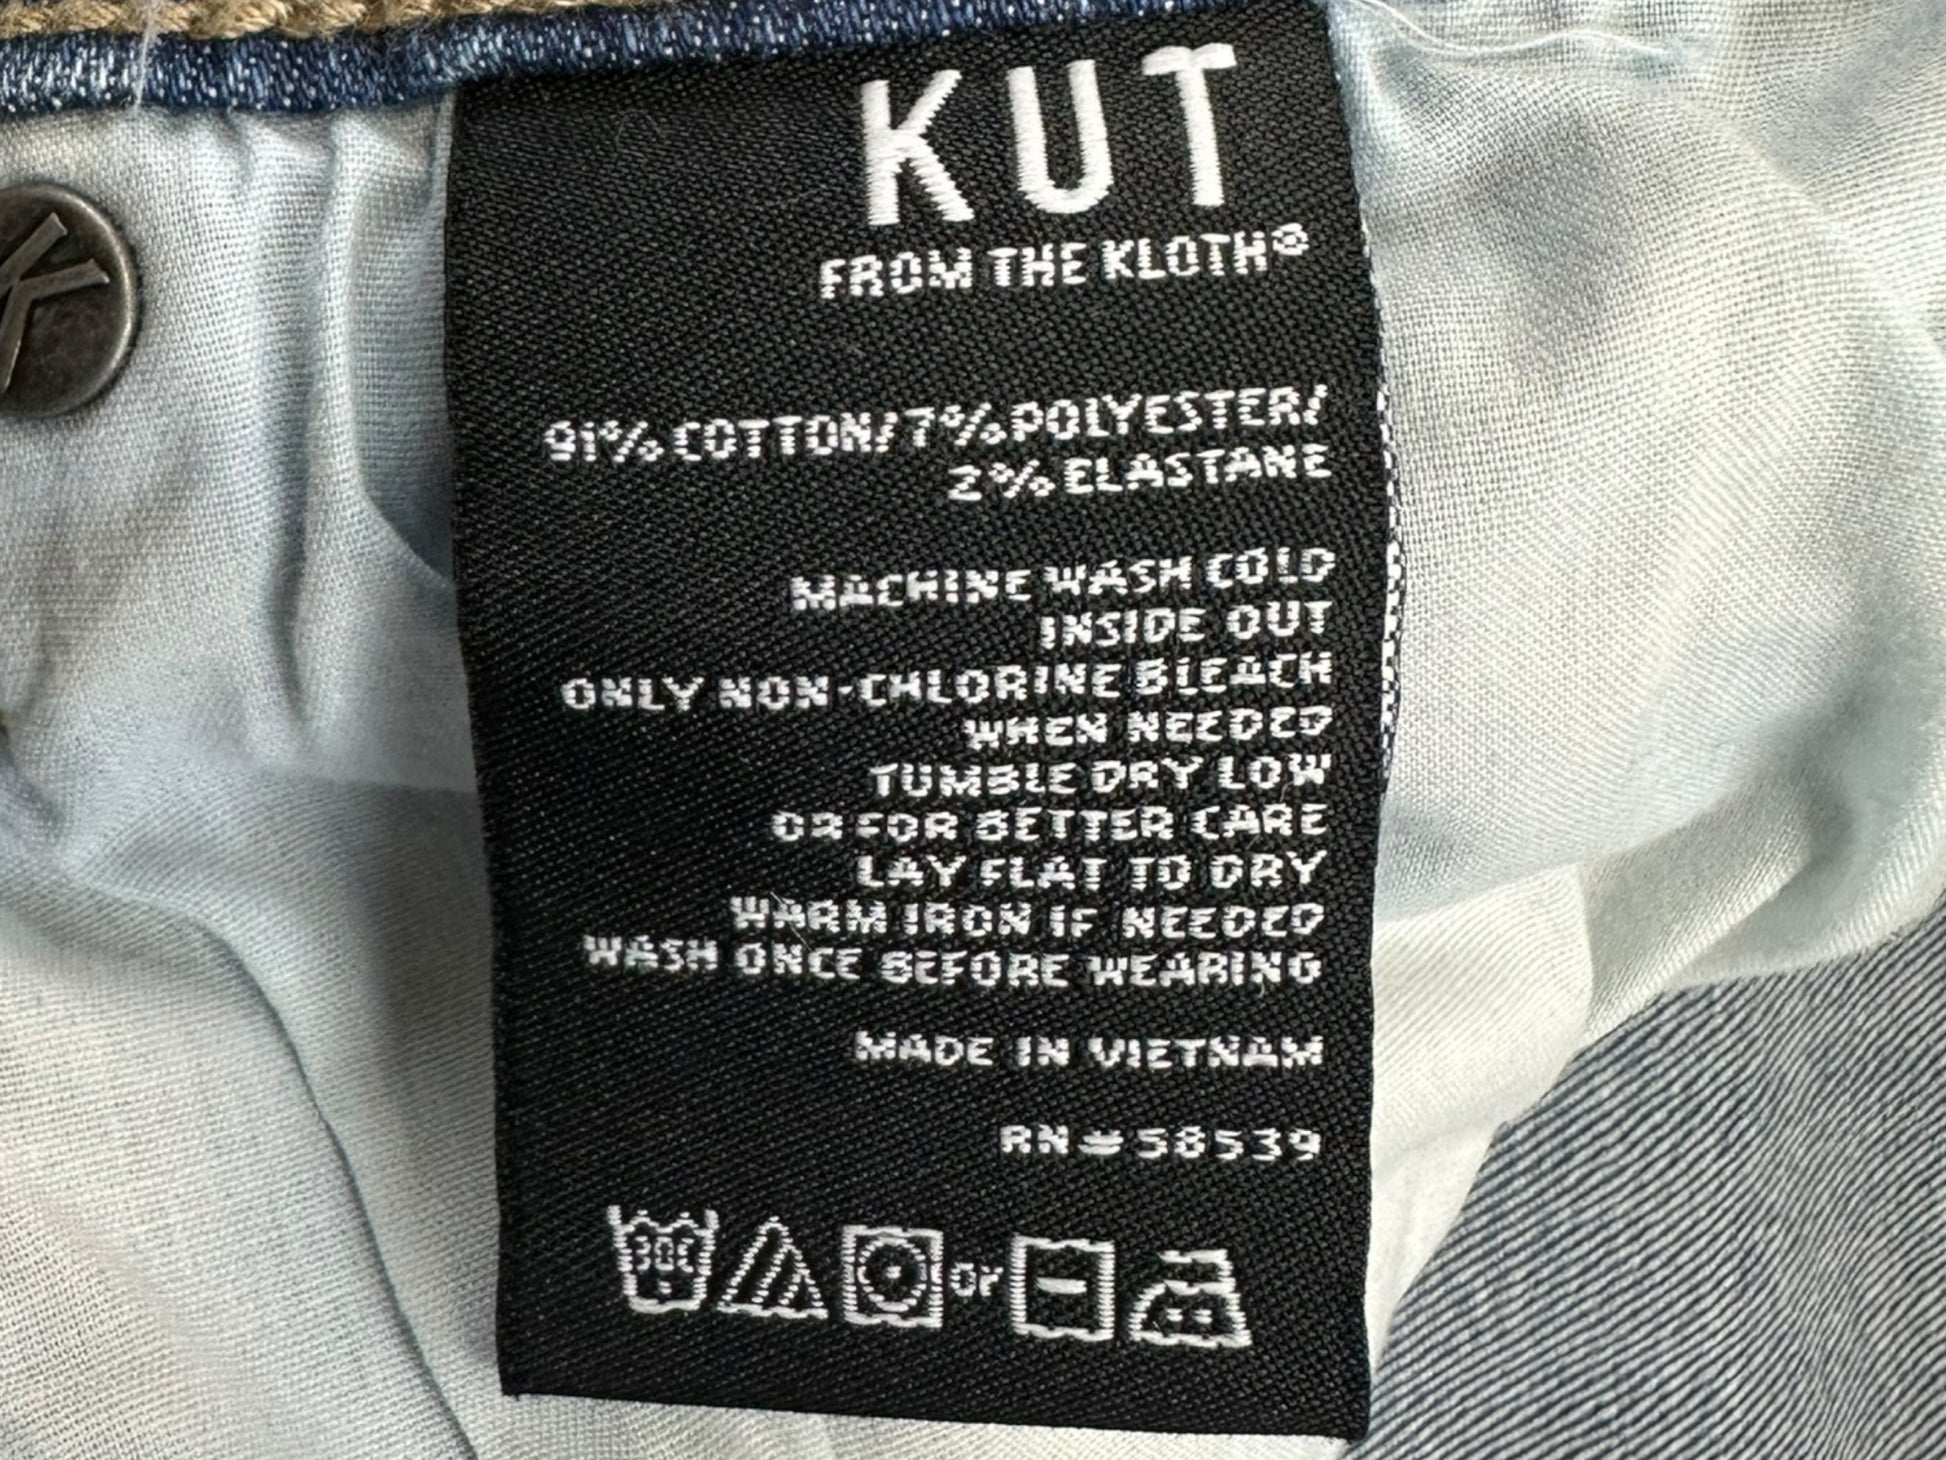 KUT
FROM THE KLOTH®
91% COTTON/7% POLYESTER/
2% ELASTANE
MACHINE WASH COLD
INSIDE OUT
ONLY NON-CHLORINE BLEACH
WHEN NEEDED
TUMBLE DRY LOW
OR FOR BETTER CARE
LAY FLAT TO DRY
WARM IRON IF NEEDED
WASH ONCE BEFORE WEARING
MADE IN VIETNAM
RN#58539
30C or
K